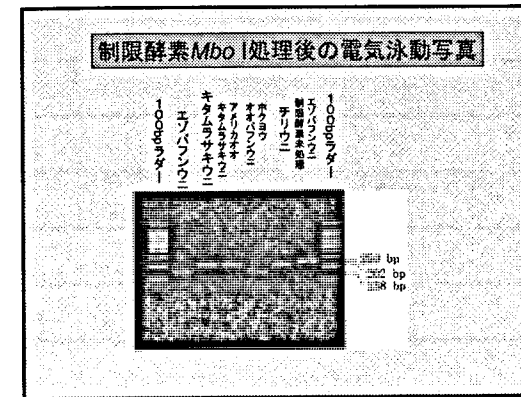 制限酵素Mbo I処理後の電気泳動写真
100bpラダー
エゾバフンウニ
キタムラサキウニ
アメリカオオ
キタムラサキウニ
ホクヨウ
オオバフンウニ
チリウニ
エゾバフンウニ
制限酵素未処理
100bpラダー
bp
bp
bp